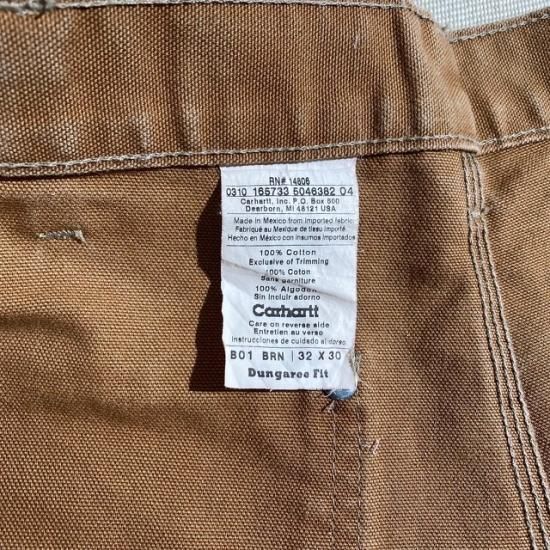 RN# 14806
0310 165733 5046382 04
Carhartt, Inc. P.O. Box 600
Dearborn, MI 48121 USA
Made in Mexico from imported fabric
Fabriqué au Mexique de tissu importé
Hecho en México con insumos importados
100% Cotton
Exclusive of Trimming
100% Coton
Sans garniture
100% Algodon
Sin Incluir adorno
Carhartt
Care on reverse side
Entretien au verso
Instrucciones de cuidado al dorso
B01 BRN | 32 X 30
Dungaree Fit